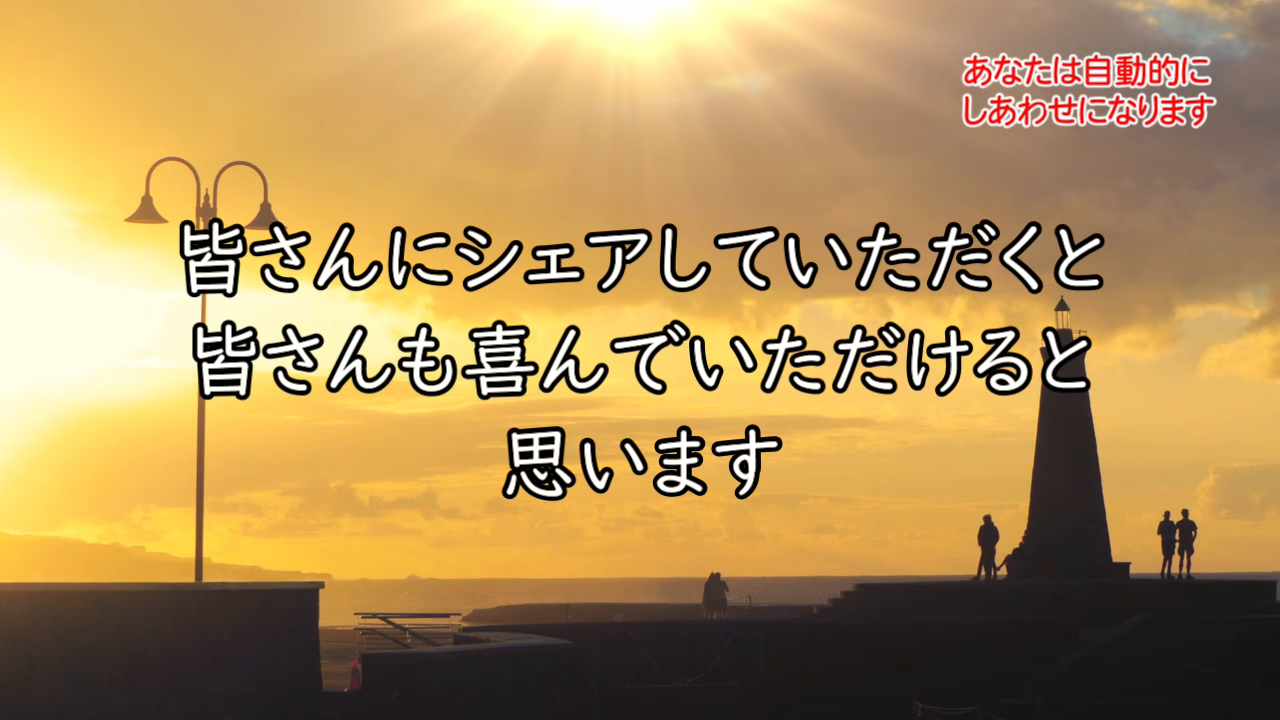 あなたは自動的に
しあわせになります
皆さんにシェアしていただくと
皆さんも喜んでいただけると
思います